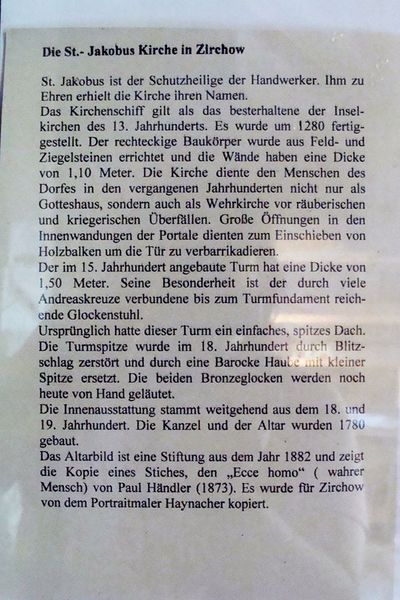 Die St.- Jakobus Kirche in Zirchow
St. Jakobus ist der Schutzheilige der Handwerker. Ihm zu
Ehren erhielt die Kirche ihren Namen.
Das Kirchenschiff gilt als das besterhaltene der Insel-
kirchen des 13. Jahrhunderts. Es wurde um 1280 fertig-
gestellt. Der rechteckige Baukörper wurde aus Feld- und
Ziegelsteinen errichtet und die Wände haben eine Dicke
von 1,10 Meter. Die Kirche diente den Menschen des
Dorfes in den vergangenen Jahrhunderten nicht nur als
Gotteshaus, sondern auch als Wehrkirche vor räuberischen
und kriegerischen Überfällen. Große Öffnungen in den
Innenwandungen der Portale dienten zum Einschieben von
Holzbalken um die Tür zu verbarrikadieren.
Der im 15. Jahrhundert angebaute Turm hat eine Dicke von
1,50 Meter. Seine Besonderheit ist der durch viele
Andreaskreuze verbundene bis zum Turmfundament reich-
ende Glockenstuhl.
Ursprünglich hatte dieser Turm ein einfaches, spitzes Dach.
Die Turmspitze wurde im 18. Jahrhundert durch Blitz-
schlag zerstört und durch eine Barocke Haube mit kleiner
Spitze ersetzt. Die beiden Bronzeglocken werden noch
heute von Hand geläutet.
Die Innenausstattung stammt weitgehend aus dem 18. und
19. Jahrhundert. Die Kanzel und der Altar wurden 1780
gebaut.
Das Altarbild ist eine Stiftung aus dem Jahr 1882 und zeigt
die Kopie eines Stiches, den „Ecce homo“ ( wahrer
Mensch) von Paul Händler (1873). Es wurde für Zirchow
von dem Portraitmaler Haynacher kopiert.